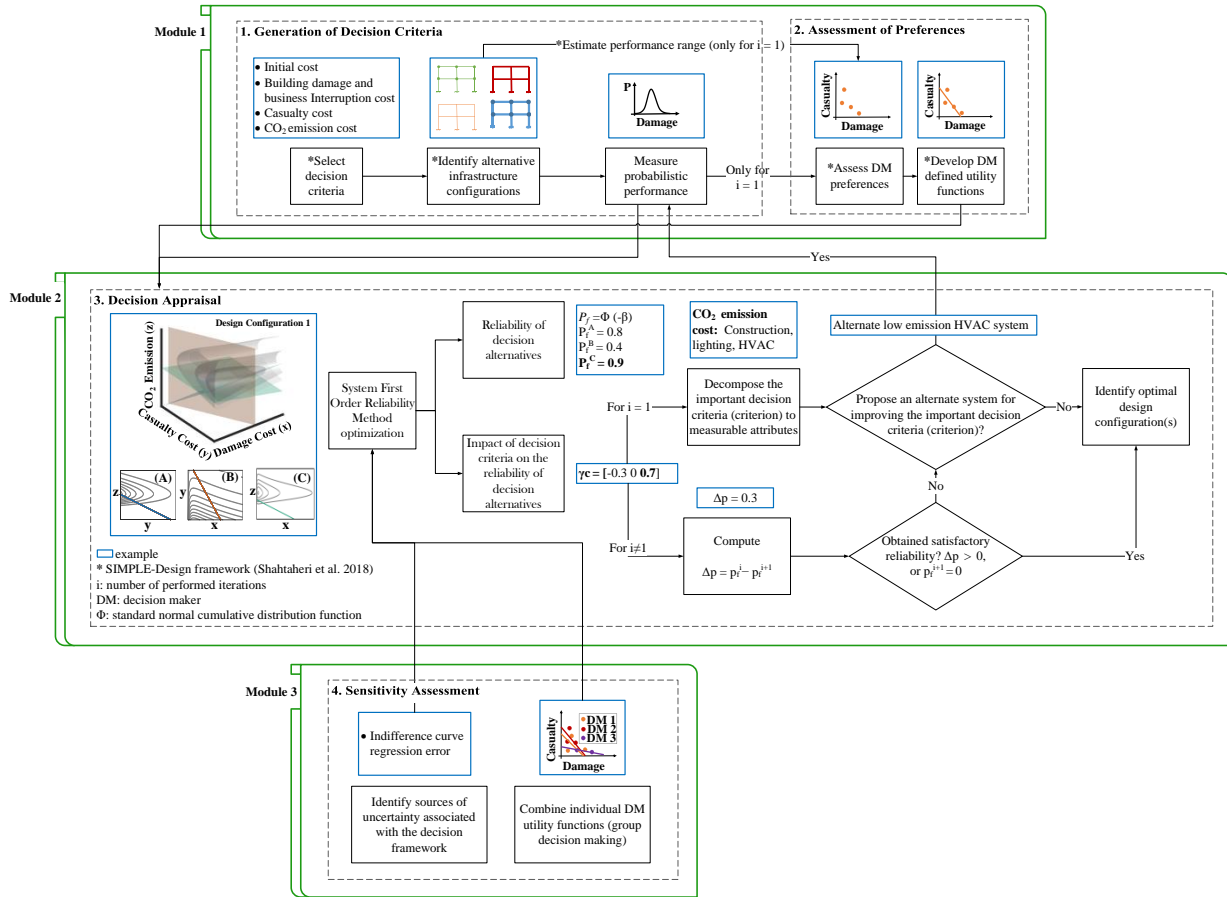 Module 1
1. Generation of Decision Criteria
• Initial cost
• Building damage and
business Interruption cost
• Casualty cost
• CO₂ emission cost
*Estimate performance range (only for i = 1)
P
Damage
*Select
decision
criteria
*Identify alternative
infrastructure
configurations
Measure
probabilistic
performance
Only for
i = 1
2. Assessment of Preferences
Casualty
Damage
Casualty
Damage
*Assess DM
preferences
*Develop DM
defined utility
functions
Module 2
3. Decision Appraisal
Design Configuration 1
CO₂ Emission (z)
Casualty Cost (y)
Damage Cost (x)
(A)
z
y
(B)
y
x
(C)
z
x
example
* SIMPLE-Design framework (Shahtaheri et al. 2018)
i: number of performed iterations
DM: decision maker
Φ: standard normal cumulative distribution function
System First
Order Reliability
Method
optimization
Reliability of
decision
alternatives
Impact of decision
criteria on the
reliability of
decision
alternatives
P_f =Φ (-β)
P_f^A = 0.8
P_f^B = 0.4
P_f^C = 0.9
γc = [-0.3 0 0.7]
For i = 1
For i≠1
CO₂ emission
cost: Construction,
lighting, HVAC
Decompose the
important decision
criteria (criterion) to
measurable attributes
Δp = 0.3
Compute
Δp = p_f^i − p_f^{i+1}
Yes
Alternate low emission HVAC system
Propose an alternate system for
improving the important decision
criteria (criterion)?
No
No
Obtained satisfactory
reliability? Δp > 0,
or p_f^{i+1} = 0
Yes
Identify optimal
design
configuration(s)
Module 3
4. Sensitivity Assessment
• Indifference curve
regression error
Identify sources of
uncertainty associated
with the decision
framework
Casualty
DM 1
DM 2
DM 3
Damage
Combine individual DM
utility functions (group
decision making)